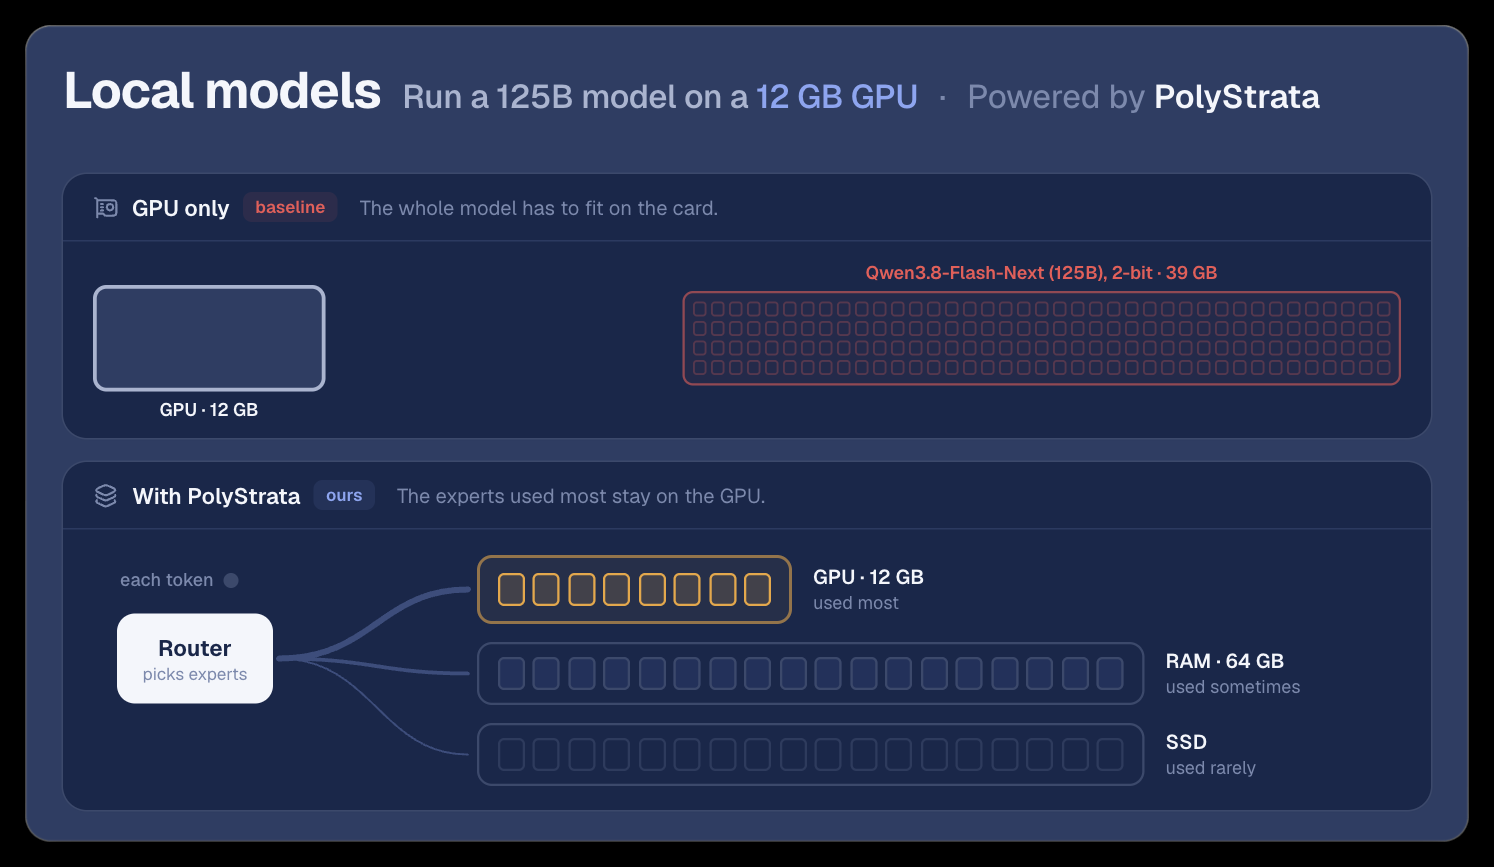 Local models Run a 125B model on a 12 GB GPU · Powered by PolyStrata
GPU only baseline The whole model has to fit on the card.
Qwen3.8-Flash-Next (125B), 2-bit · 39 GB
GPU · 12 GB
With PolyStrata ours The experts used most stay on the GPU.
each token
Router
picks experts
GPU · 12 GB
used most
RAM · 64 GB
used sometimes
SSD
used rarely